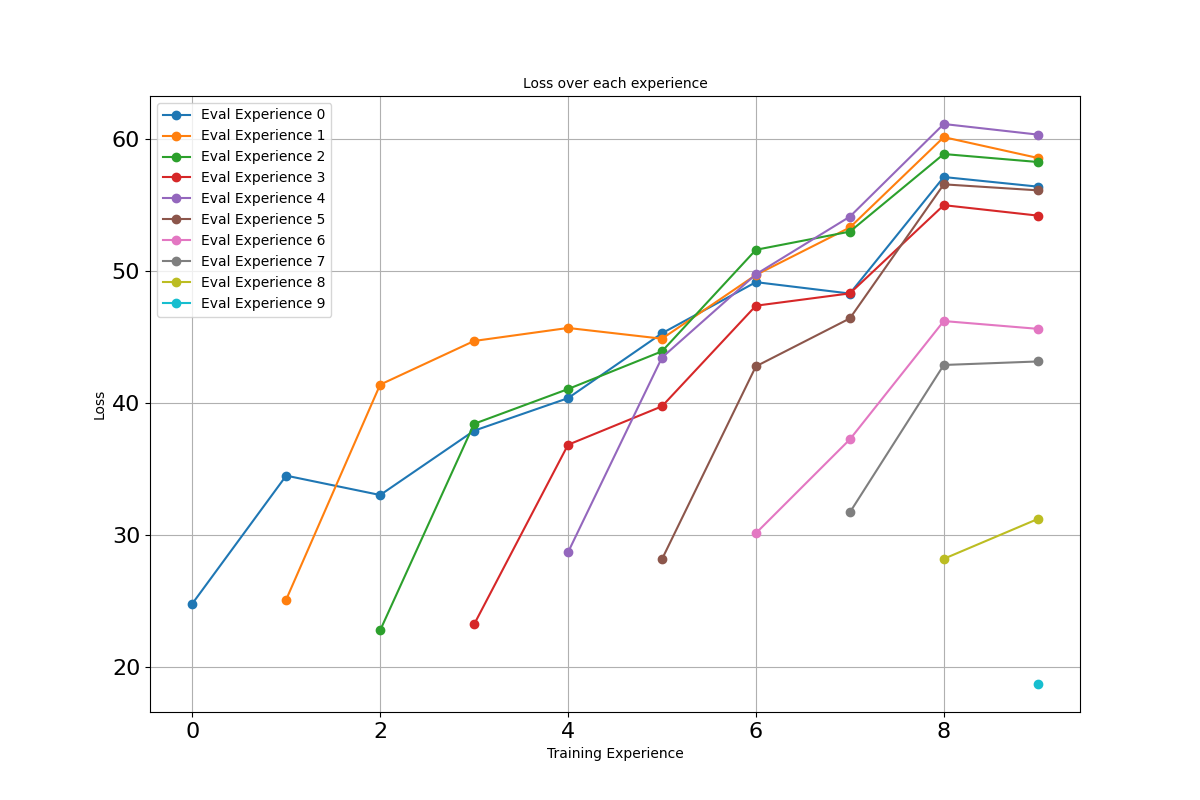 Loss over each experience
Eval Experience 0
Eval Experience 1
Eval Experience 2
Eval Experience 3
Eval Experience 4
Eval Experience 5
Eval Experience 6
Eval Experience 7
Eval Experience 8
Eval Experience 9
60
50
40
30
20
Loss
0 2 4 6 8
Training Experience